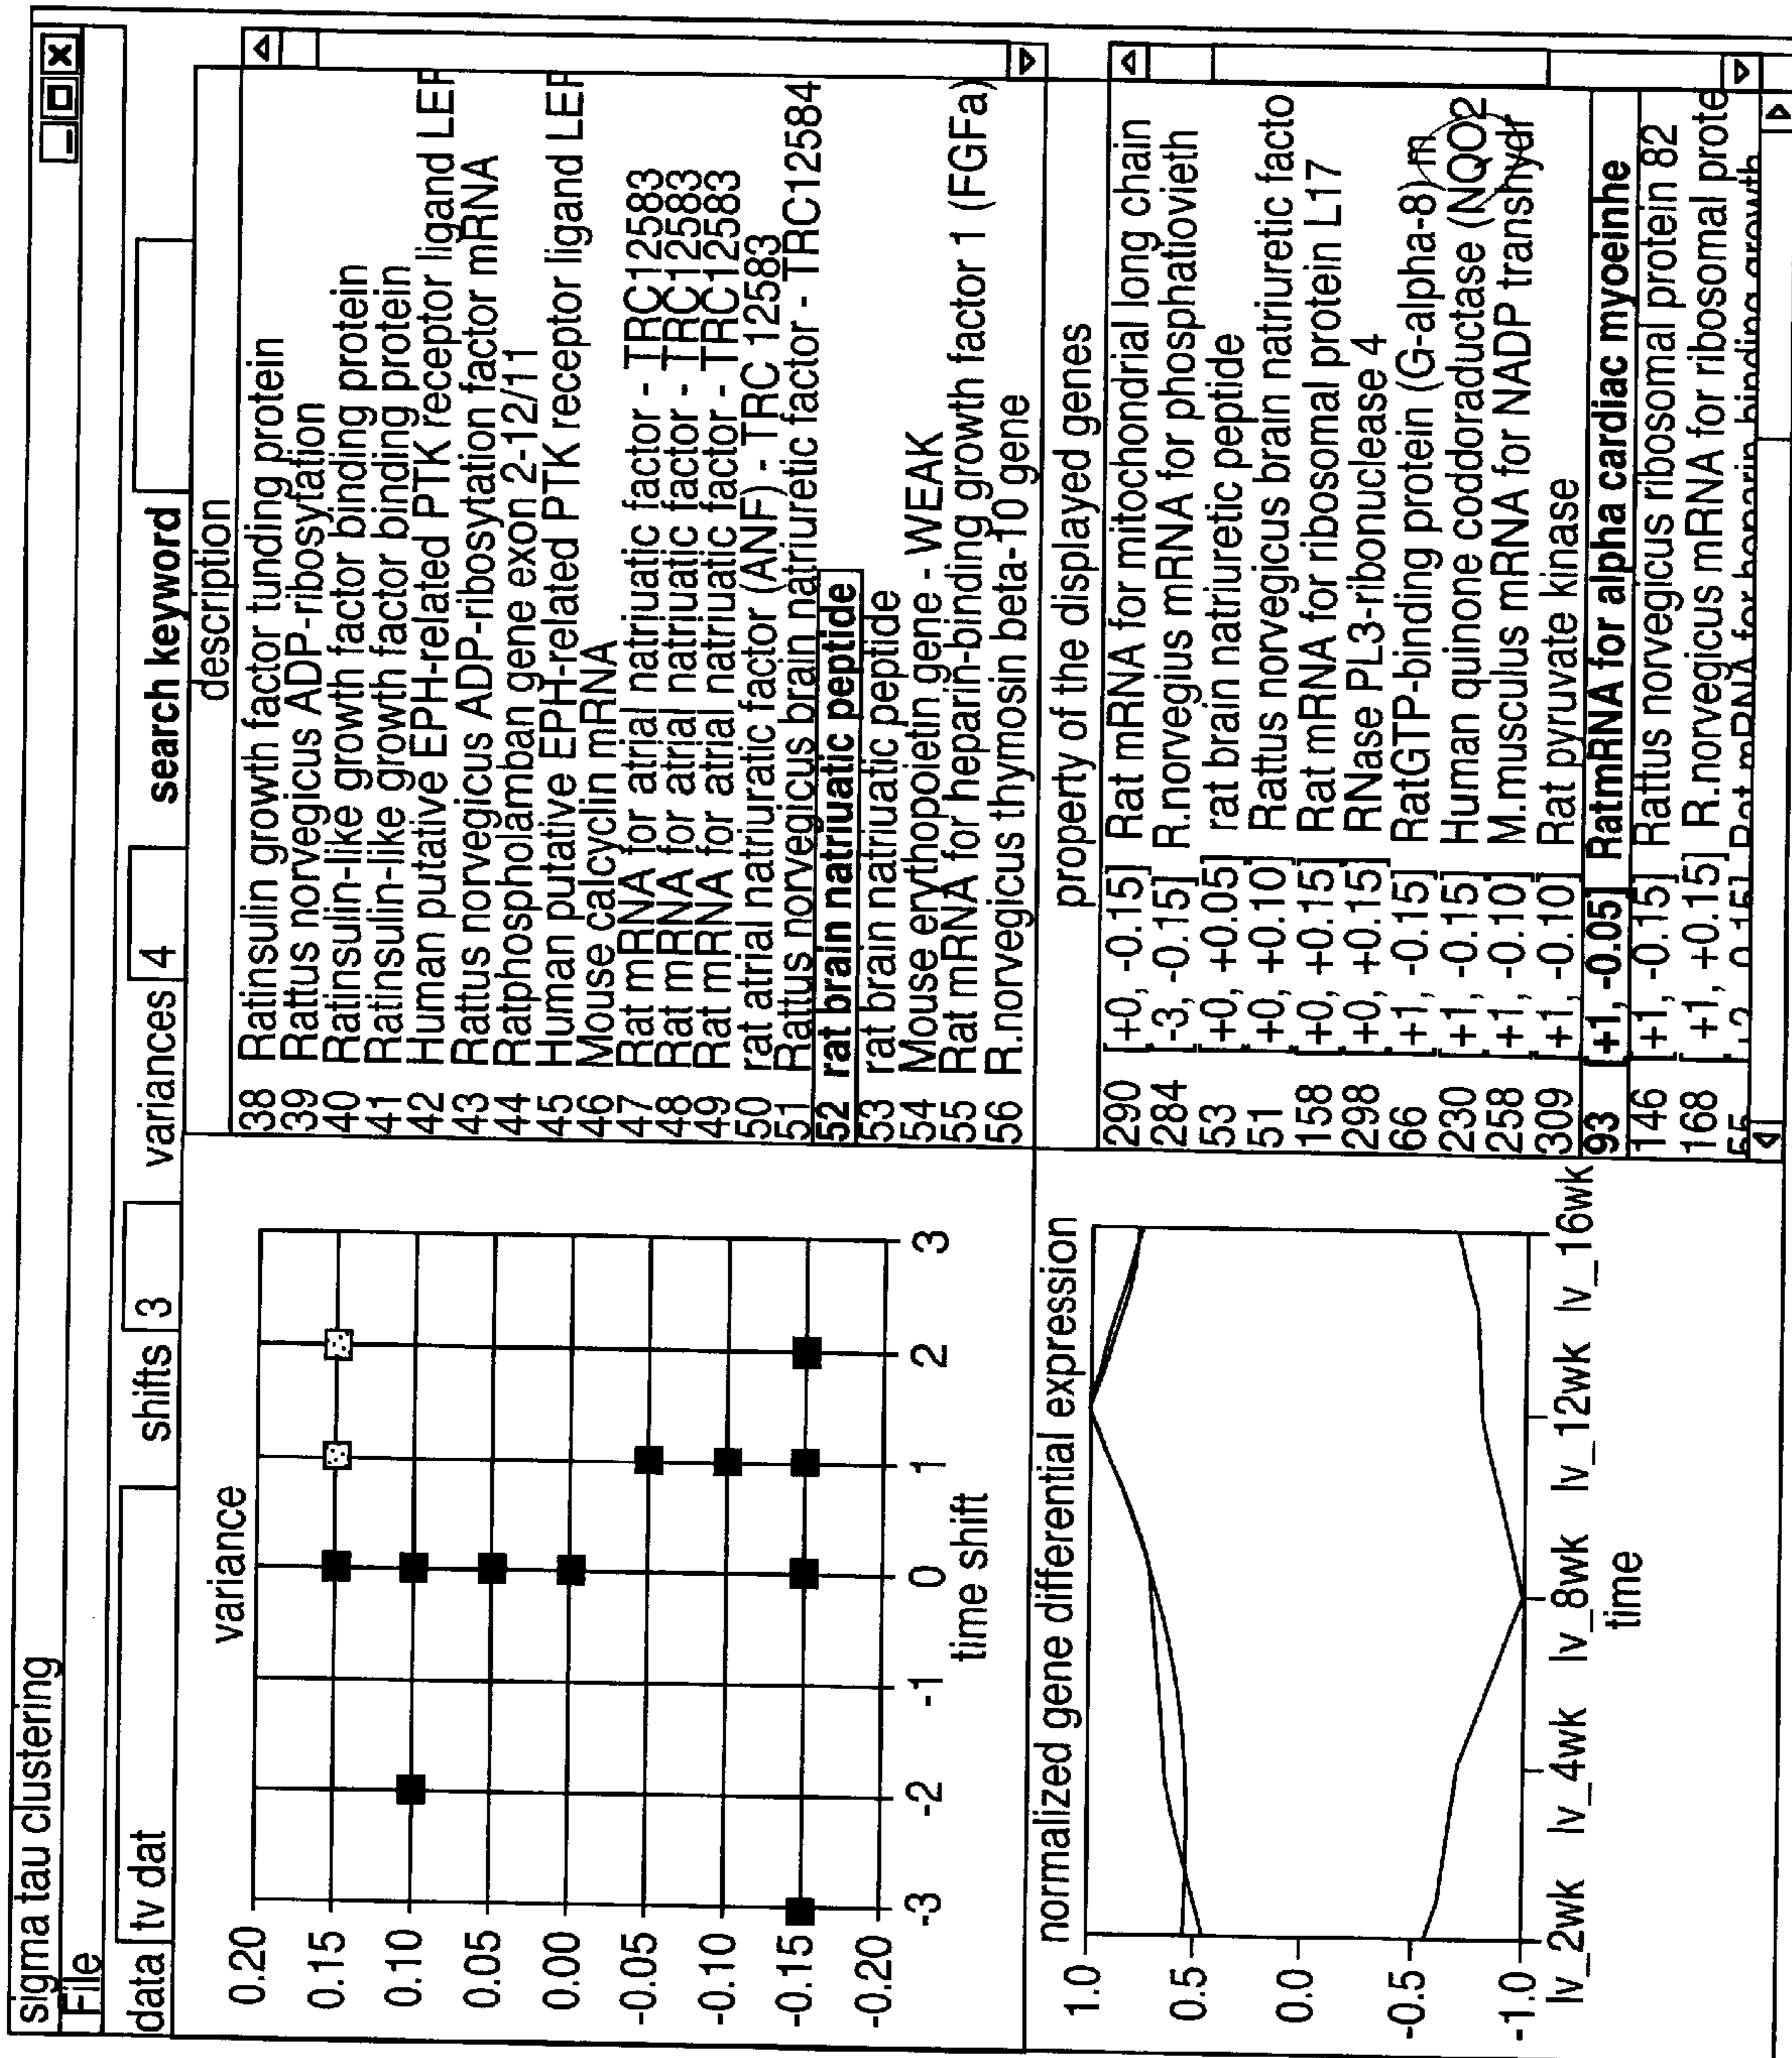 sigma tau clustering
File
data tv dat shifts 3 variances 4 search keyword
variance
0.20
0.15
0.10
0.05
0.00
-0.05
-0.10
-0.15
-0.20
-3 -2 -1 0 1 2 3
time shift
description
38 Ratinsulin growth factor tunding protein
39 Rattus norvegicus ADP-ribosytation
40 Ratinsulin-like growth factor binding protein
41 Ratinsulin-like growth factor binding protein
42 Human putative EPH-related PTK receptor ligand LEF
43 Rattus norvegicus ADP-ribosytation factor mRNA
44 Ratphospholamban gene exon 2-12/11
45 Human putative EPH-related PTK receptor ligand LEF
46 Mouse calcyclin mRNA
47 Rat mRNA for atrial natriuatic factor - TRC12583
48 Rat mRNA for atrial natriuatic factor - TRC12583
49 Rat mRNA for atrial natriuatic factor - TRC12583
50 rat atrial natriuratic factor (ANF) - TRC 12583
51 Rattus norvegicus brain natriuretic factor - TRC12584
52 rat brain natriuatic peptide
53 rat brain natriuatic peptide
54 Mouse erythopoietin gene - WEAK
55 Rat mRNA for heparin-binding growth factor 1 (FGFa)
56 R.norvegicus thymosin beta-10 gene
normalized gene differential expression
1.0
0.5
0.0
-0.5
-1.0
lv_2wk lv_4wk lv_8wk lv_12wk lv_16wk
time
property of the displayed genes
290 [+0, -0.15] Rat mRNA for mitochondrial long chain
284 [-3, -0.15] R.norvegius mRNA for phosphatiovieth
53 [+0, +0.05] rat brain natriuretic peptide
51 [+0, +0.10] Rattus norvegicus brain natriuretic facto
158 [+0, +0.15] Rat mRNA for ribosomal protein L17
298 [+0, +0.15] RNase PL3-ribonuclease 4
66 [+1, -0.15] RatGTP-binding protein (G-alpha-8) m
230 [+1, -0.15] Human quinone coddoraductase (NQO2
258 [+1, -0.10] M.musculus mRNA for NADP transhydr
309 [+1, -0.10] Rat pyruvate kinase
93 [+1, -0.05] RatmRNA for alpha cardiac myoeinhe
146 [+1, -0.15] Rattus norvegicus ribosomal protein 82
168 [+1, +0.15] R.norvegicus mRNA for ribosomal prote
Rat mRNA for heparin binding growth